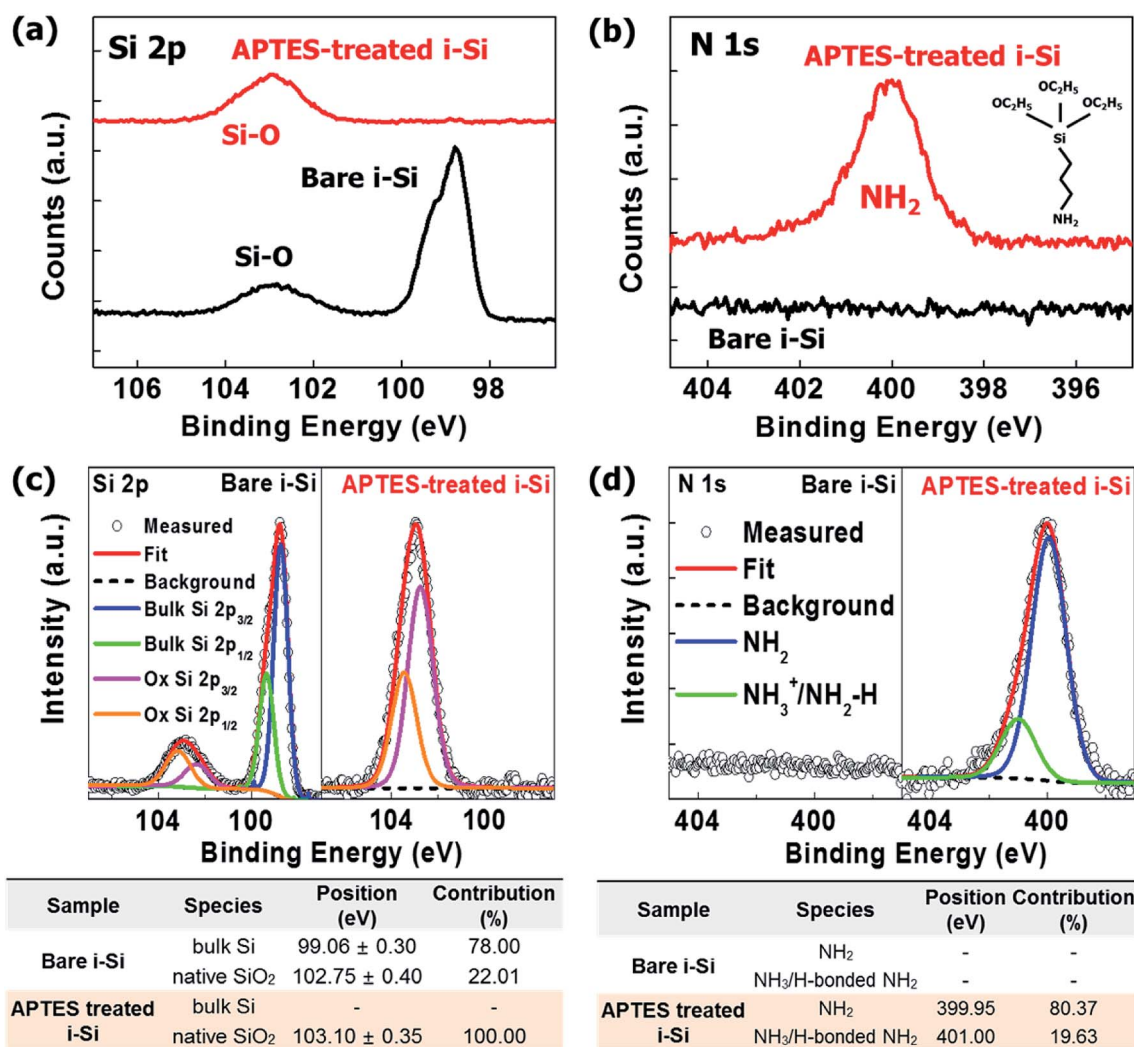 (a)
Si 2p
APTES-treated i-Si
Si-O
Bare i-Si
Si-O
Counts (a.u.)
106 104 102 100 98
Binding Energy (eV)
(b)
N 1s
APTES-treated i-Si
OC₂H₅
OC₂H₅ OC₂H₅
Si
NH₂
NH₂
Bare i-Si
Counts (a.u.)
404 402 400 398 396
Binding Energy (eV)
(c)
Si 2p Bare i-Si APTES-treated i-Si
Measured
Fit
Background
Bulk Si 2p₃/₂
Bulk Si 2p₁/₂
Ox Si 2p₃/₂
Ox Si 2p₁/₂
Intensity (a.u.)
104 100 104 100
Binding Energy (eV)
(d)
N 1s Bare i-Si APTES-treated i-Si
Measured
Fit
Background
NH₂
NH₃⁺/NH₂-H
Intensity (a.u.)
404 400 404 400
Binding Energy (eV)
Sample Species Position (eV) Contribution (%)
Bare i-Si
bulk Si 99.06 ± 0.30 78.00
native SiO₂ 102.75 ± 0.40 22.01
APTES treated i-Si
bulk Si - -
native SiO₂ 103.10 ± 0.35 100.00
Sample Species Position (eV) Contribution (%)
Bare i-Si
NH₂ - -
NH₃/H-bonded NH₂ - -
APTES treated i-Si
NH₂ 399.95 80.37
NH₃/H-bonded NH₂ 401.00 19.63